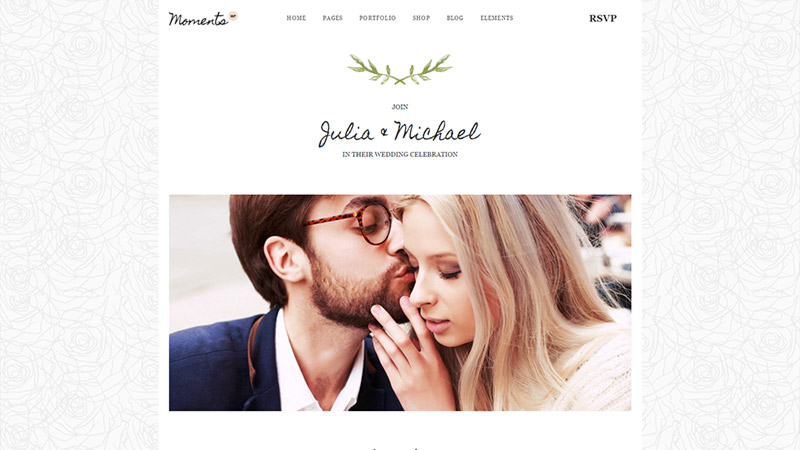 Moments
HOME PAGES PORTFOLIO SHOP BLOG ELEMENTS
RSVP
JOIN
Julia & Michael
IN THEIR WEDDING CELEBRATION